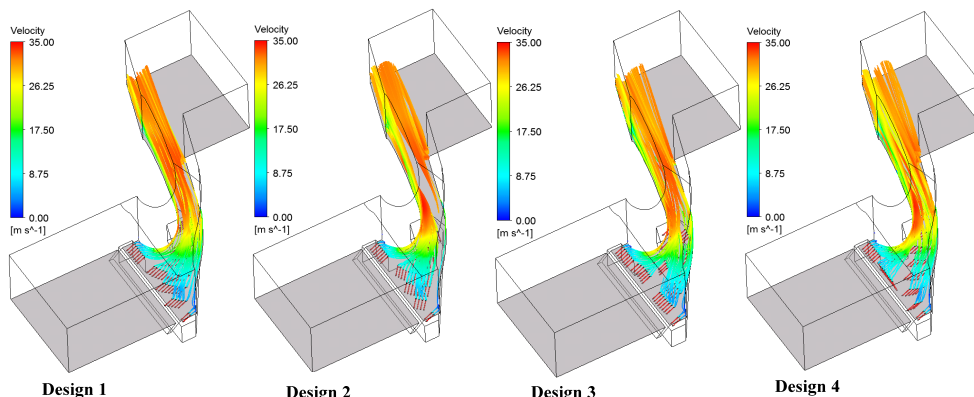 Velocity
35.00
26.25
17.50
8.75
0.00
[m s^-1]
Design 1
Velocity
35.00
26.25
17.50
8.75
0.00
[m s^-1]
Design 2
Velocity
35.00
26.25
17.50
8.75
0.00
[m s^-1]
Design 3
Velocity
35.00
26.25
17.50
8.75
0.00
[m s^-1]
Design 4